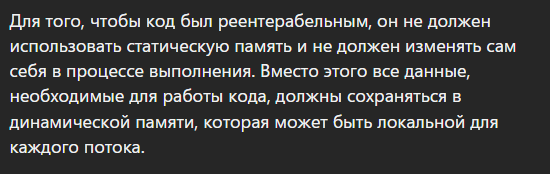 Для того, чтобы код был реентерабельным, он не должен
использовать статическую память и не должен изменять сам
себя в процессе выполнения. Вместо этого все данные,
необходимые для работы кода, должны сохраняться в
динамической памяти, которая может быть локальной для
каждого потока.